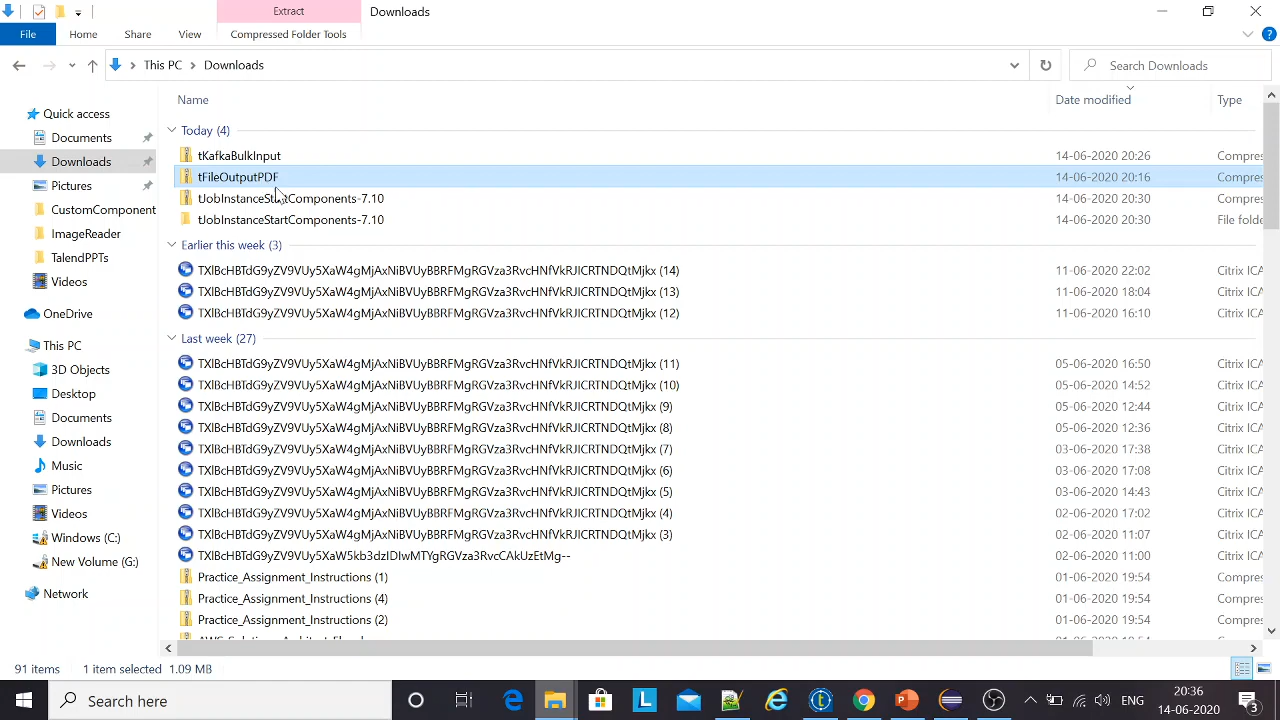 Extract
Downloads
File
Home
Share
View
Compressed Folder Tools
?
This PC
Downloads
Search Downloads
Name
Date modified
Type
Quick access
Documents
Downloads
Pictures
CustomComponent
ImageReader
TalendPPTs
Videos
OneDrive
This PC
3D Objects
Desktop
Documents
Downloads
Music
Pictures
Videos
Windows (C:)
New Volume (G:)
Network
Today (4)
tKafkaBulkInput 14-06-2020 20:26 Compres
tFileOutputPDF 14-06-2020 20:16 Compres
tJobInstanceStartComponents-7.10 14-06-2020 20:30 Compres
tJobInstanceStartComponents-7.10 14-06-2020 20:30 File folde
Earlier this week (3)
TXlBcHBTdG9yZV9VUy5XaW4gMjAxNiBVUyBBRFMgRGVza3RvcHNfVkRJICRTNDQtMjkx (14) 11-06-2020 22:02 Citrix ICA
TXlBcHBTdG9yZV9VUy5XaW4gMjAxNiBVUyBBRFMgRGVza3RvcHNfVkRJICRTNDQtMjkx (13) 11-06-2020 18:04 Citrix ICA
TXlBcHBTdG9yZV9VUy5XaW4gMjAxNiBVUyBBRFMgRGVza3RvcHNfVkRJICRTNDQtMjkx (12) 11-06-2020 16:10 Citrix ICA
Last week (27)
TXlBcHBTdG9yZV9VUy5XaW4gMjAxNiBVUyBBRFMgRGVza3RvcHNfVkRJICRTNDQtMjkx (11) 05-06-2020 16:50 Citrix ICA
TXlBcHBTdG9yZV9VUy5XaW4gMjAxNiBVUyBBRFMgRGVza3RvcHNfVkRJICRTNDQtMjkx (10) 05-06-2020 14:52 Citrix ICA
TXlBcHBTdG9yZV9VUy5XaW4gMjAxNiBVUyBBRFMgRGVza3RvcHNfVkRJICRTNDQtMjkx (9) 05-06-2020 12:44 Citrix ICA
TXlBcHBTdG9yZV9VUy5XaW4gMjAxNiBVUyBBRFMgRGVza3RvcHNfVkRJICRTNDQtMjkx (8) 05-06-2020 12:36 Citrix ICA
TXlBcHBTdG9yZV9VUy5XaW4gMjAxNiBVUyBBRFMgRGVza3RvcHNfVkRJICRTNDQtMjkx (7) 03-06-2020 17:38 Citrix ICA
TXlBcHBTdG9yZV9VUy5XaW4gMjAxNiBVUyBBRFMgRGVza3RvcHNfVkRJICRTNDQtMjkx (6) 03-06-2020 17:08 Citrix ICA
TXlBcHBTdG9yZV9VUy5XaW4gMjAxNiBVUyBBRFMgRGVza3RvcHNfVkRJICRTNDQtMjkx (5) 03-06-2020 14:43 Citrix ICA
TXlBcHBTdG9yZV9VUy5XaW4gMjAxNiBVUyBBRFMgRGVza3RvcHNfVkRJICRTNDQtMjkx (4) 02-06-2020 17:02 Citrix ICA
TXlBcHBTdG9yZV9VUy5XaW4gMjAxNiBVUyBBRFMgRGVza3RvcHNfVkRJICRTNDQtMjkx (3) 02-06-2020 11:07 Citrix ICA
TXlBcHBTdG9yZV9VUy5XaW5kb3dzIDIwMTYgRGVza3RvcCAkUzEtMg-- 02-06-2020 11:00 Citrix ICA
Practice_Assignment_Instructions (1) 01-06-2020 19:54 Compres
Practice_Assignment_Instructions (4) 01-06-2020 19:54 Compres
Practice_Assignment_Instructions (2) 01-06-2020 19:54 Compres
91 items 1 item selected 1.09 MB
Search here
ENG
20:36
14-06-2020
3